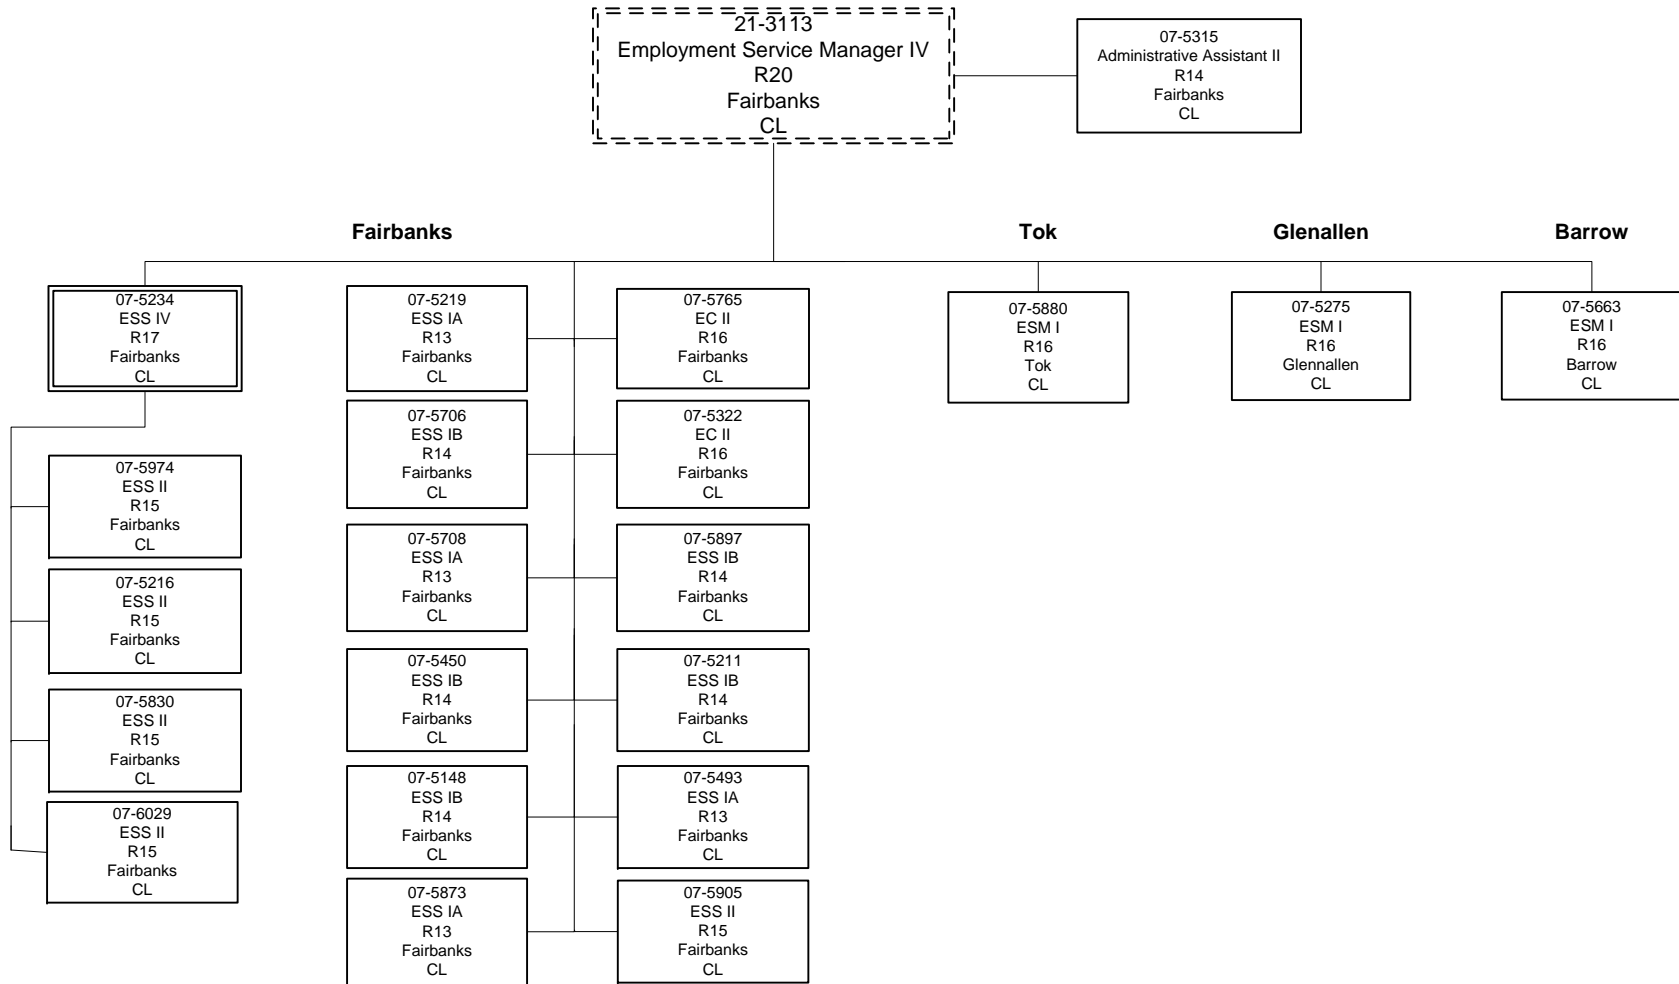 21-3113
Employment Service Manager IV
R20
Fairbanks
CL
07-5315
Administrative Assistant II
R14
Fairbanks
CL
Fairbanks
Tok
Glenallen
Barrow
07-5234
ESS IV
R17
Fairbanks
CL
07-5974
ESS II
R15
Fairbanks
CL
07-5216
ESS II
R15
Fairbanks
CL
07-5830
ESS II
R15
Fairbanks
CL
07-6029
ESS II
R15
Fairbanks
CL
07-5219
ESS IA
R13
Fairbanks
CL
07-5706
ESS IB
R14
Fairbanks
CL
07-5708
ESS IA
R13
Fairbanks
CL
07-5450
ESS IB
R14
Fairbanks
CL
07-5148
ESS IB
R14
Fairbanks
CL
07-5873
ESS IA
R13
Fairbanks
CL
07-5765
EC II
R16
Fairbanks
CL
07-5322
EC II
R16
Fairbanks
CL
07-5897
ESS IB
R14
Fairbanks
CL
07-5211
ESS IB
R14
Fairbanks
CL
07-5493
ESS IA
R13
Fairbanks
CL
07-5905
ESS II
R15
Fairbanks
CL
07-5880
ESM I
R16
Tok
CL
07-5275
ESM I
R16
Glennallen
CL
07-5663
ESM I
R16
Barrow
CL